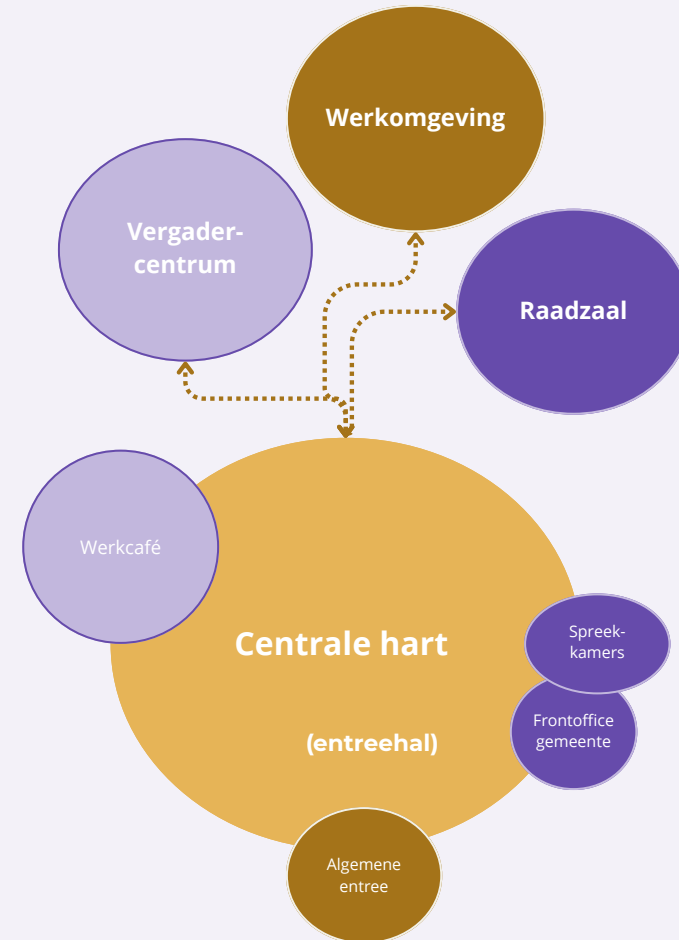 Werkomgeving
Vergader-
centrum
Raadzaal
Werkcafé
Centrale hart
(entreehal)
Spreek-
kamers
Frontoffice
gemeente
Algemene
entree